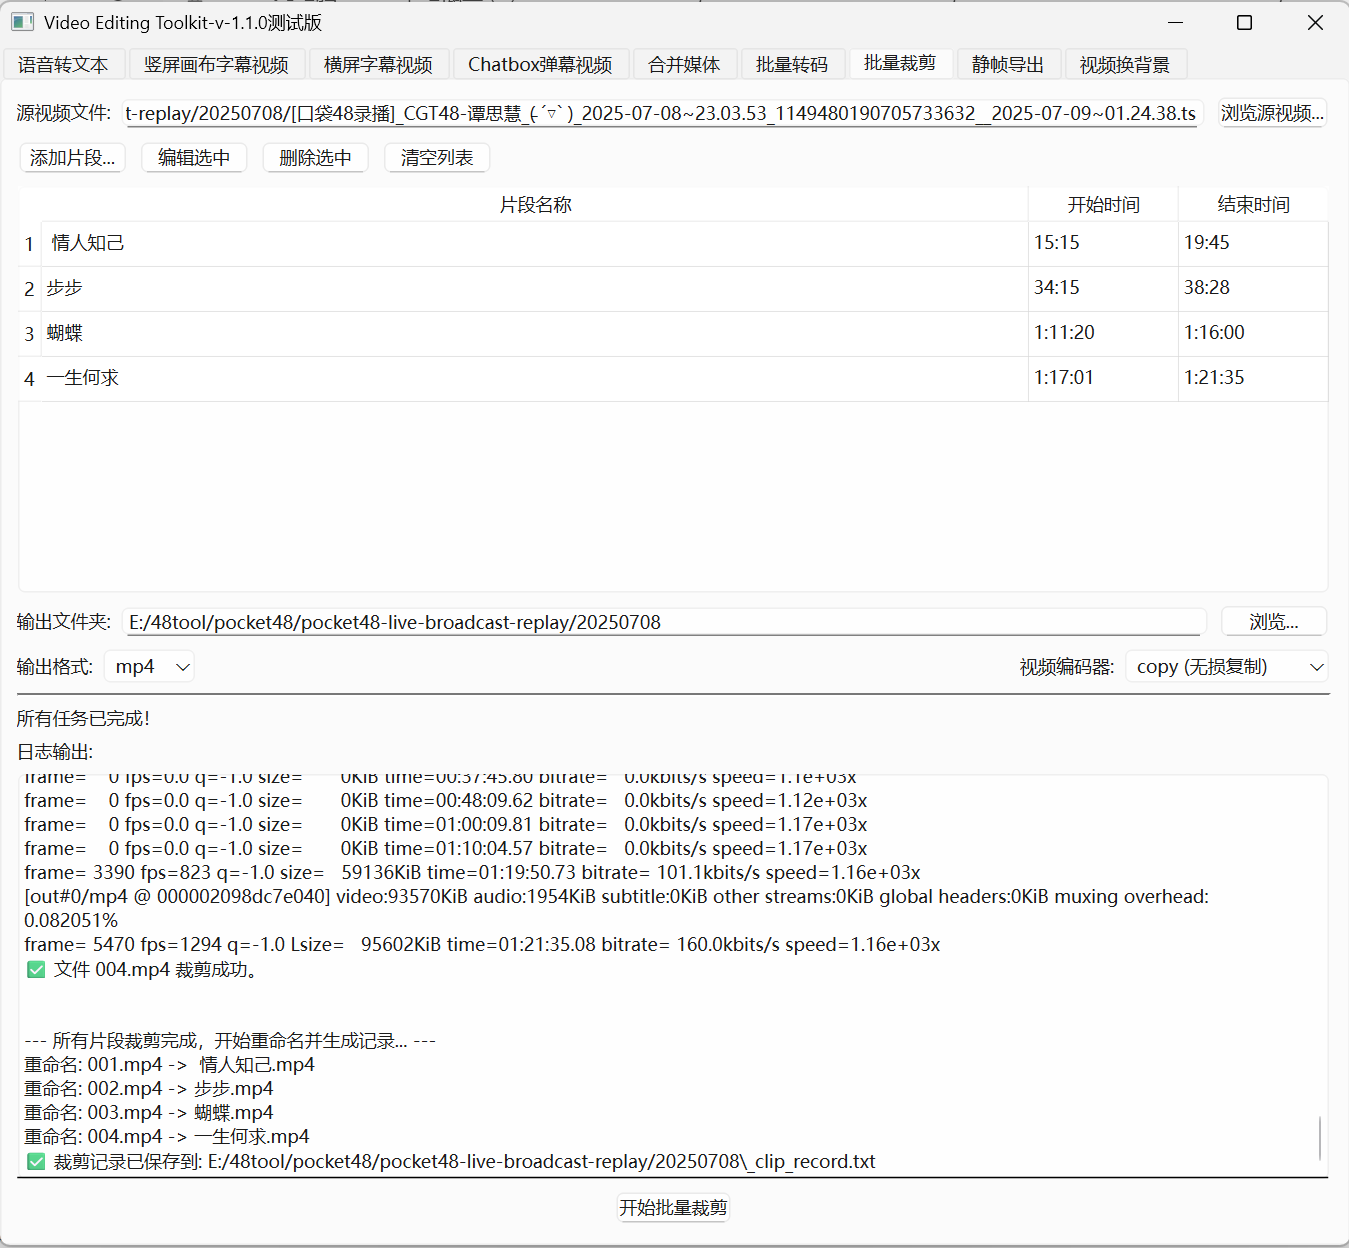 Video Editing Toolkit-v-1.1.0测试版
语音转文本 竖屏画布字幕视频 横屏字幕视频 Chatbox弹幕视频 合并媒体 批量转码 批量裁剪 静帧导出 视频换背景
源视频文件: t-replay/20250708/[口袋48录播]_CGT48-谭思慧_(-̀ˊ▿ˋ)_2025-07-08~23.03.53_1149480190705733632__2025-07-09~01.24.38.ts 浏览源视频...
添加片段... 编辑选中 删除选中 清空列表
片段名称 开始时间 结束时间
1 情人知己 15:15 19:45
2 步步 34:15 38:28
3 蝴蝶 1:11:20 1:16:00
4 一生何求 1:17:01 1:21:35
输出文件夹: E:/48tool/pocket48/pocket48-live-broadcast-replay/20250708 浏览...
输出格式: mp4 视频编码器: copy (无损复制)
所有任务已完成！
日志输出:
frame= 0 fps=0.0 q=-1.0 size= 0KiB time=00:37:45.80 bitrate= 0.0kbits/s speed=1.1e+03x
frame= 0 fps=0.0 q=-1.0 size= 0KiB time=00:48:09.62 bitrate= 0.0kbits/s speed=1.12e+03x
frame= 0 fps=0.0 q=-1.0 size= 0KiB time=01:00:09.81 bitrate= 0.0kbits/s speed=1.17e+03x
frame= 0 fps=0.0 q=-1.0 size= 0KiB time=01:10:04.57 bitrate= 0.0kbits/s speed=1.17e+03x
frame= 3390 fps=823 q=-1.0 size= 59136KiB time=01:19:50.73 bitrate= 101.1kbits/s speed=1.16e+03x
[out#0/mp4 @ 000002098dc7e040] video:93570KiB audio:1954KiB subtitle:0KiB other streams:0KiB global headers:0KiB muxing overhead:
0.082051%
frame= 5470 fps=1294 q=-1.0 Lsize= 95602KiB time=01:21:35.08 bitrate= 160.0kbits/s speed=1.16e+03x
✅ 文件 004.mp4 裁剪成功。
--- 所有片段裁剪完成，开始重命名并生成记录... ---
重命名: 001.mp4 -> 情人知己.mp4
重命名: 002.mp4 -> 步步.mp4
重命名: 003.mp4 -> 蝴蝶.mp4
重命名: 004.mp4 -> 一生何求.mp4
✅ 裁剪记录已保存到: E:/48tool/pocket48/pocket48-live-broadcast-replay/20250708\_clip_record.txt
开始批量裁剪